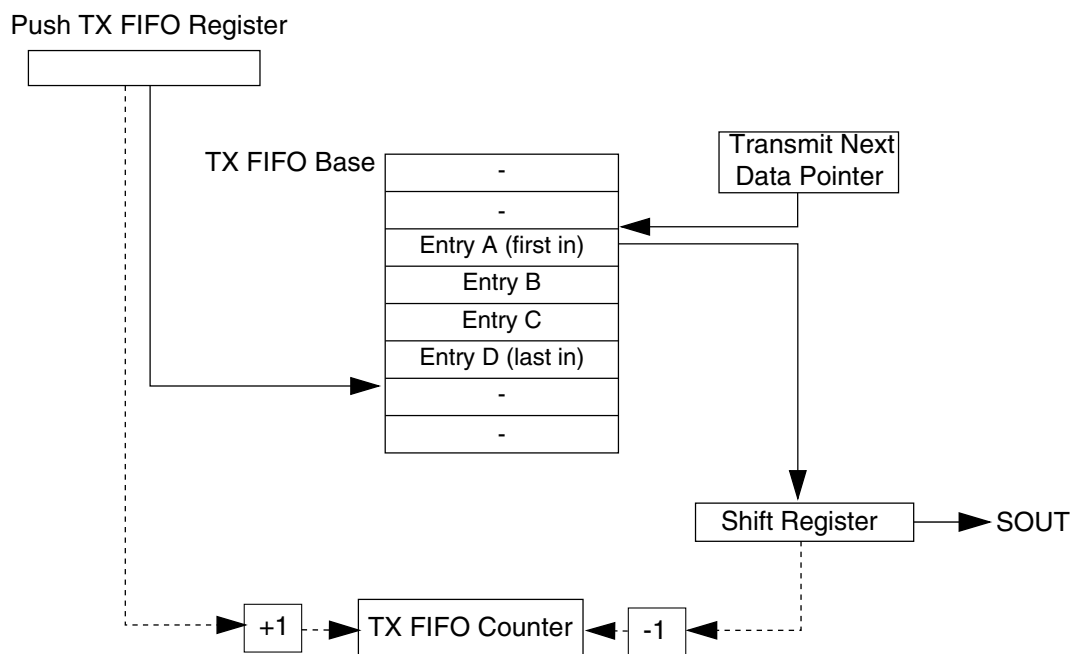 Push TX FIFO Register
TX FIFO Base
Transmit Next
Data Pointer
-
-
Entry A (first in)
Entry B
Entry C
Entry D (last in)
-
-
Shift Register
SOUT
+1
TX FIFO Counter
-1